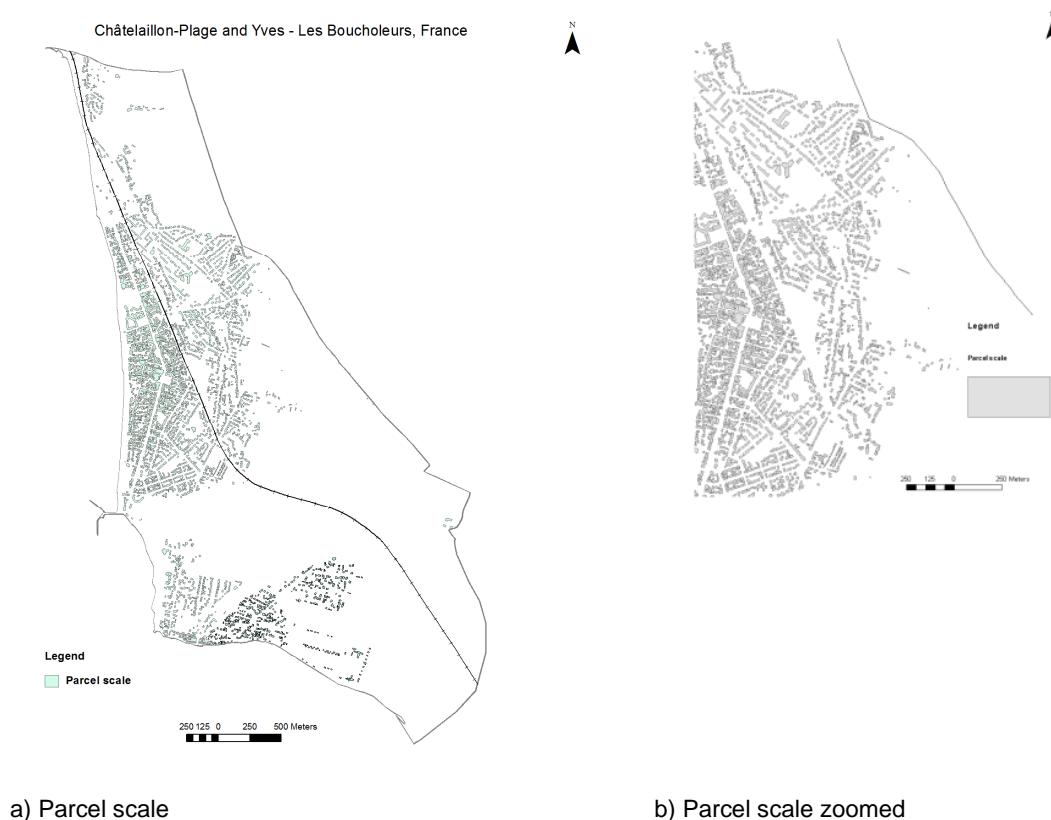 Châtelaillon-Plage and Yves - Les Boucholeurs, France
N
Legend
Parcel scale
250 125 0 250 500 Meters
a) Parcel scale
N
Legend
Parcel scale
250 125 0 250 Meters
b) Parcel scale zoomed